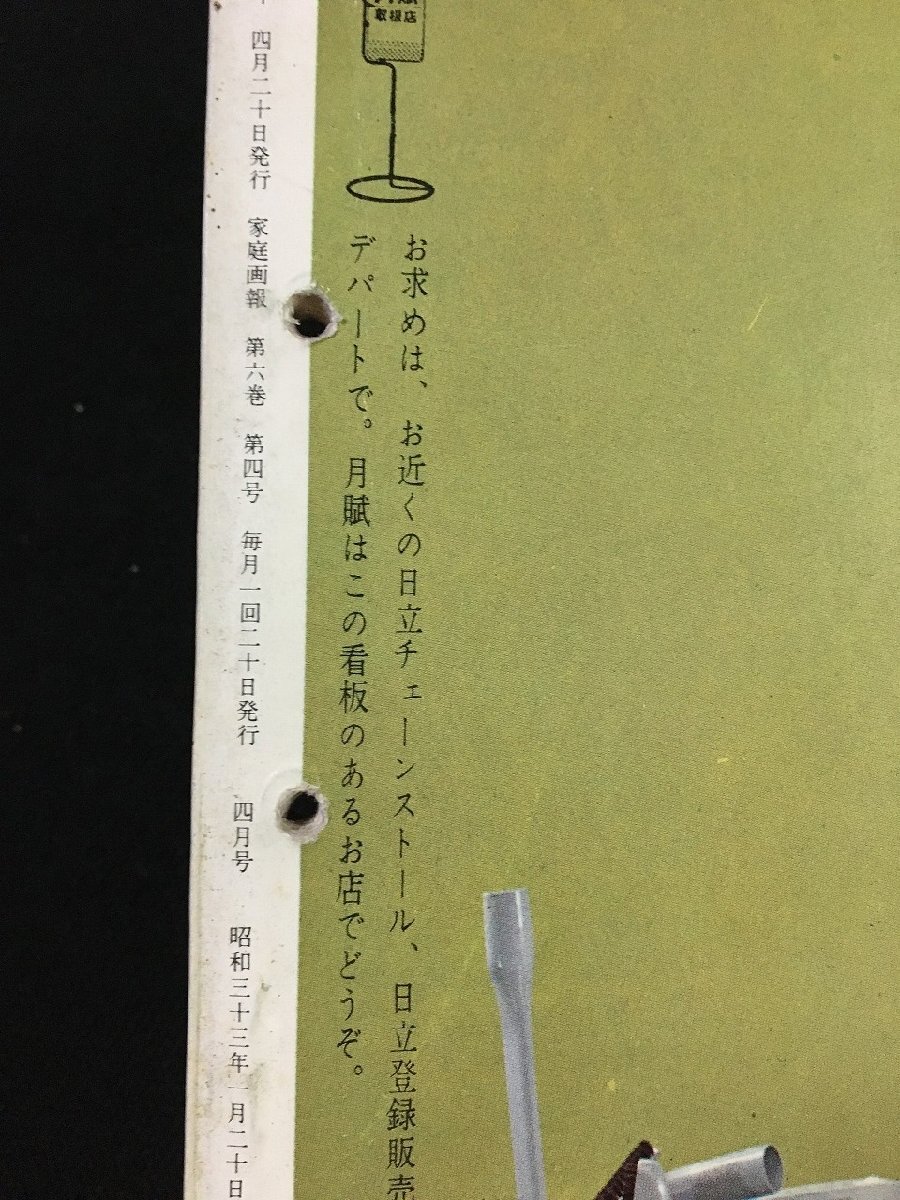 取扱店
お求めは、お近くの日立チェーンストール、日立登録販売
デパートで。月賦はこの看板のあるお店でどうぞ。
四月二十日発行 家庭画報 第六巻 第四号 毎月一回二十日発行 四月号 昭和三十三年一月二十日